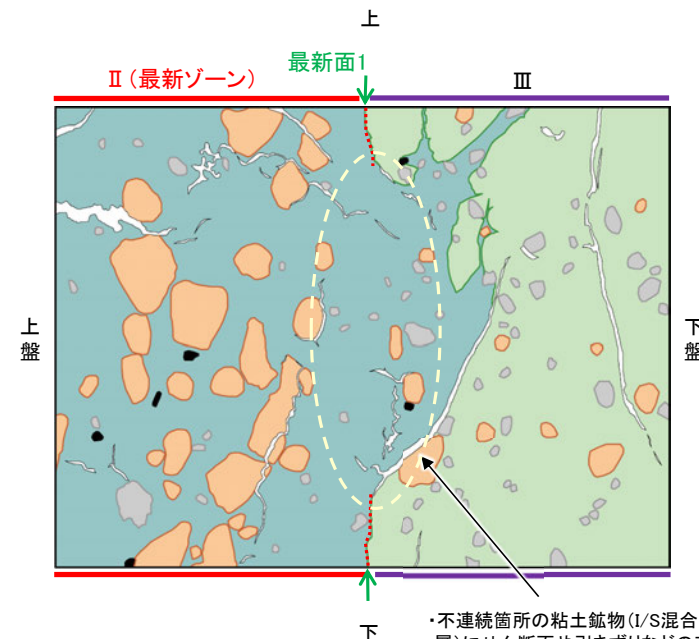 上
最新面1
Ⅱ(最新ゾーン)
Ⅲ
上盤
下盤
下
・不連続箇所の粘土鉱物(I/S混合